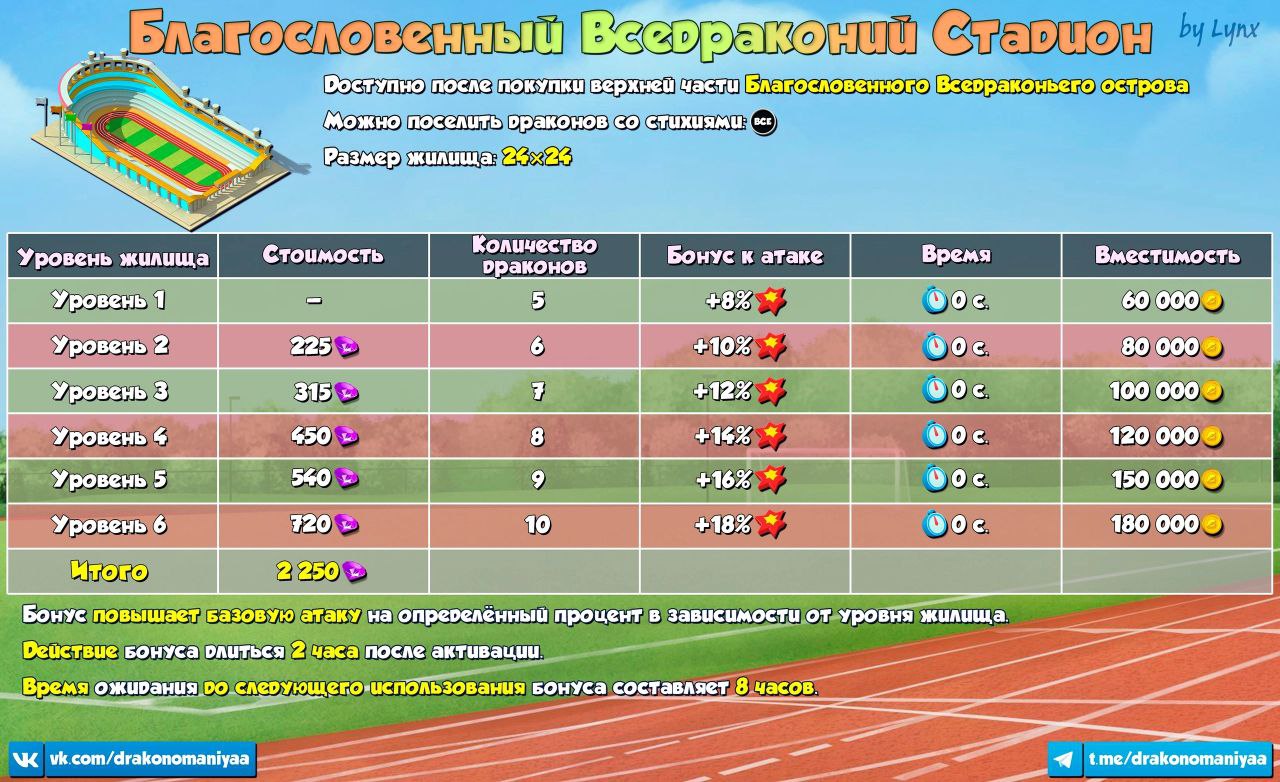 Благословенный Вседраконий Стадион
by Lynx
Доступно после покупки верхней части Благословенного Вседраконьего острова
Можно поселить драконов со стихиями: ВСЕ
Размер жилища: 24×24
Уровень жилища Стоимость Количество драконов Бонус к атаке Время Вместимость
Уровень 1 – 5 +8% 0 с. 60 000
Уровень 2 225 6 +10% 0 с. 80 000
Уровень 3 315 7 +12% 0 с. 100 000
Уровень 4 450 8 +14% 0 с. 120 000
Уровень 5 540 9 +16% 0 с. 150 000
Уровень 6 720 10 +18% 0 с. 180 000
Итого 2 250
Бонус повышает базовую атаку на определённый процент в зависимости от уровня жилища.
Действие бонуса длиться 2 часа после активации.
Время ожидания до следующего использования бонуса составляет 8 часов.
vk.com/drakonomaniyaa
t.me/drakonomaniyaa